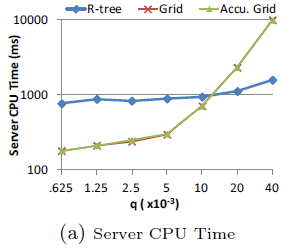 R-tree Grid Accu. Grid
10000
1000
100
Server CPU Time (ms)
.625 1.25 2.5 5 10 20 40
q ( x10-3)
(a) Server CPU Time